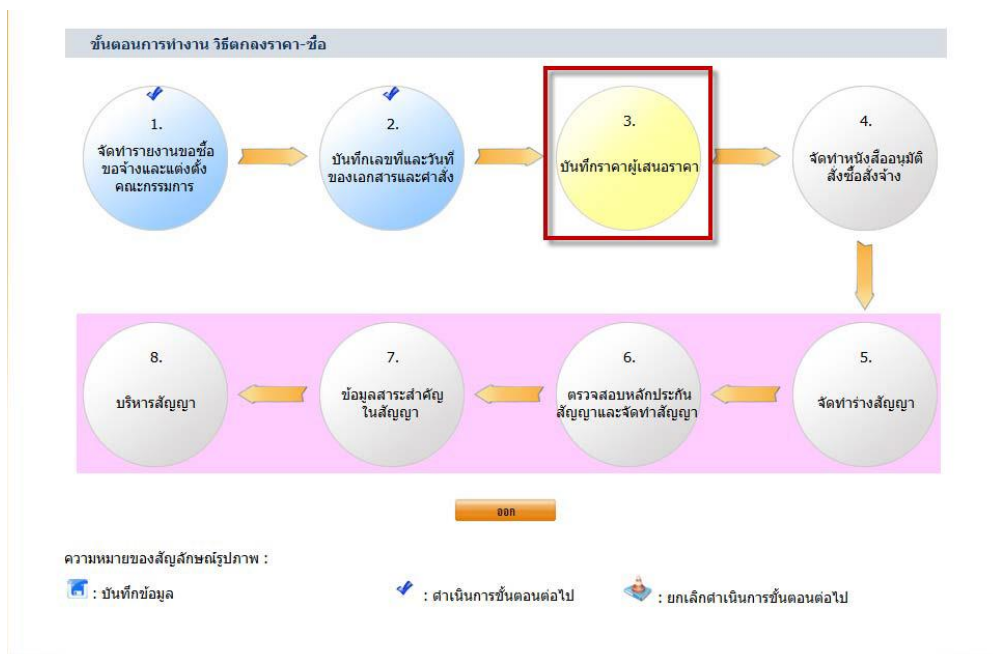 ขั้นตอนการทำงาน วิธีตกลงราคา-ซื้อ
1.
จัดทำรายงานขอซื้อ
ขอจ้างและแต่งตั้ง
คณะกรรมการ
2.
บันทึกเลขที่และวันที่
ของเอกสารและคำสั่ง
3.
บันทึกราคาผู้เสนอราคา
4.
จัดทำหนังสืออนุมัติ
สั่งซื้อสั่งจ้าง
8.
บริหารสัญญา
7.
ข้อมูลสาระสำคัญ
ในสัญญา
6.
ตรวจสอบหลักประกัน
สัญญาและจัดทำสัญญา
5.
จัดทำร่างสัญญา
ออก
ความหมายของสัญลักษณ์รูปภาพ :
: บันทึกข้อมูล
: ดำเนินการขั้นตอนต่อไป
: ยกเลิกดำเนินการขั้นตอนต่อไป